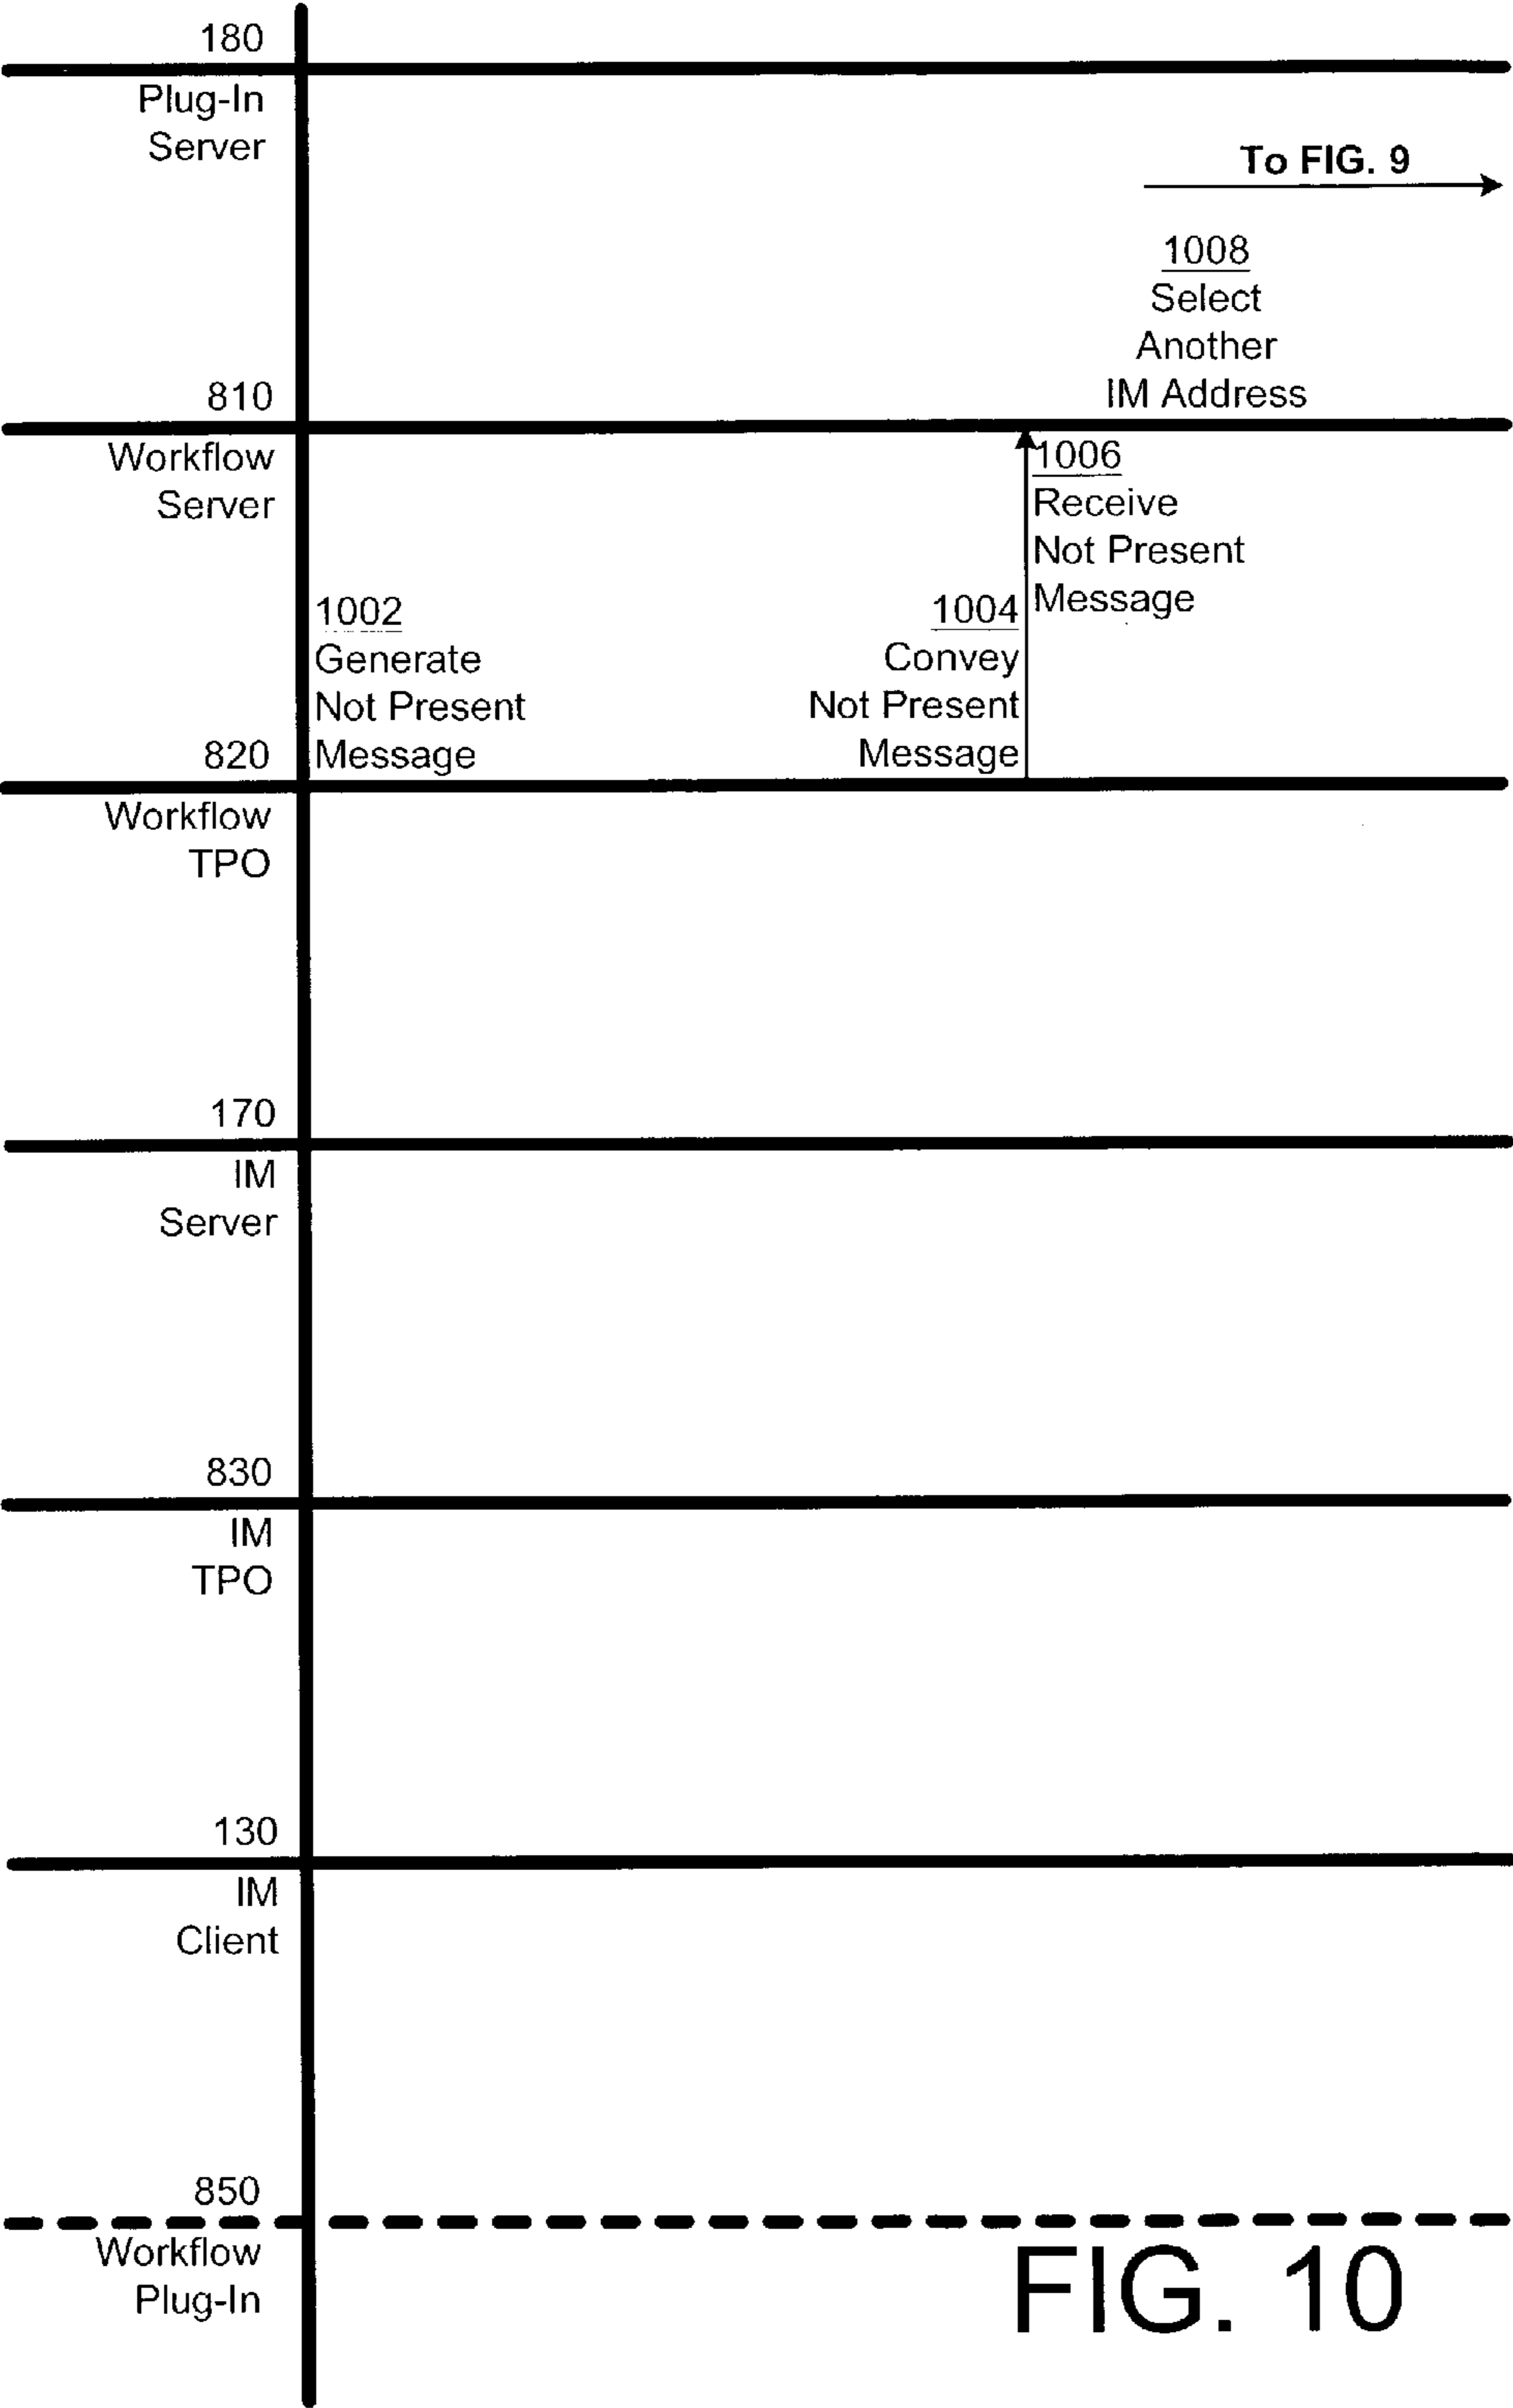 180
Plug-In
Server
To FIG. 9
1008
Select
Another
IM Address
810
Workflow
Server
1006
Receive
Not Present
Message
1002
Generate
Not Present
Message
1004
Convey
Not Present
Message
820
Workflow
TPO
170
IM
Server
830
IM
TPO
130
IM
Client
850
Workflow
Plug-In
FIG. 10